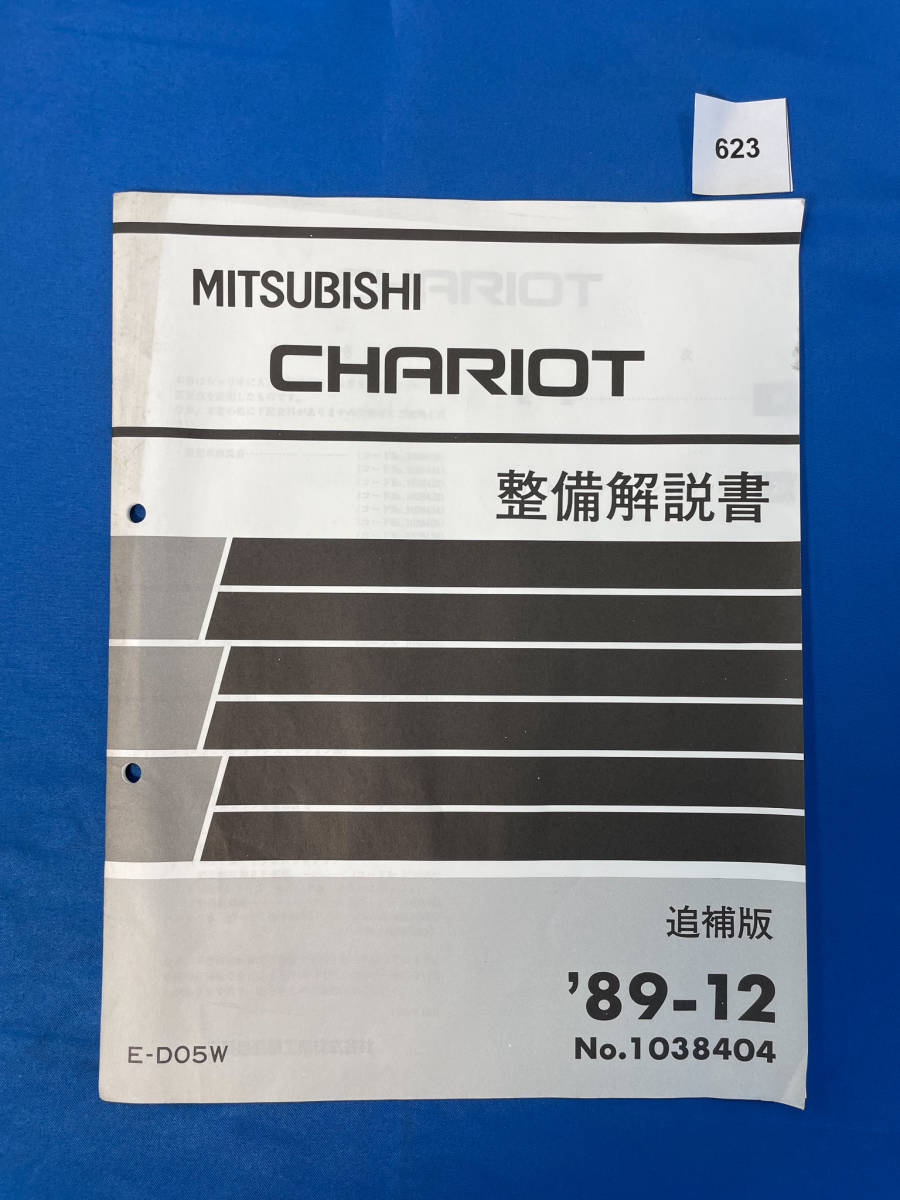 623
MITSUBISHI
CHARIOT
整備解説書
追補版
'89-12
No.1038404
E-D05W